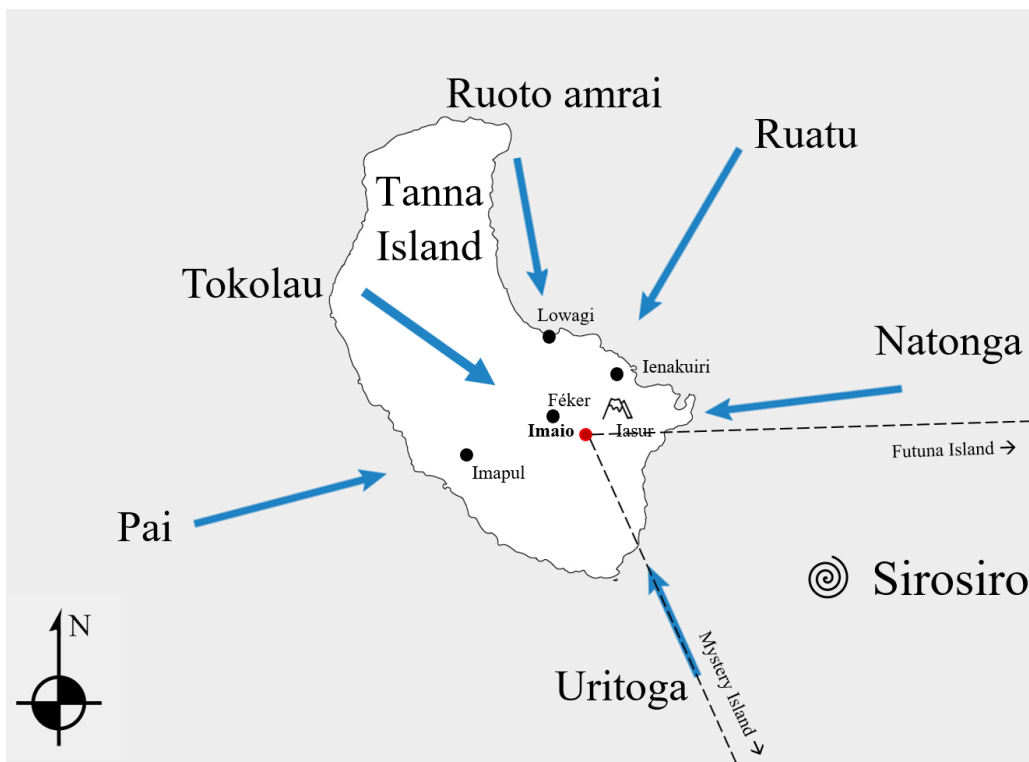 Ruoto amrai
Ruatu
Tanna
Island
Tokolau
Lowagi
Natonga
Ienakuiri
Féker
Imaio
Iasur
Futuna Island →
Imapul
Pai
Sirosiro
N
Mystery Island →
Uritoga